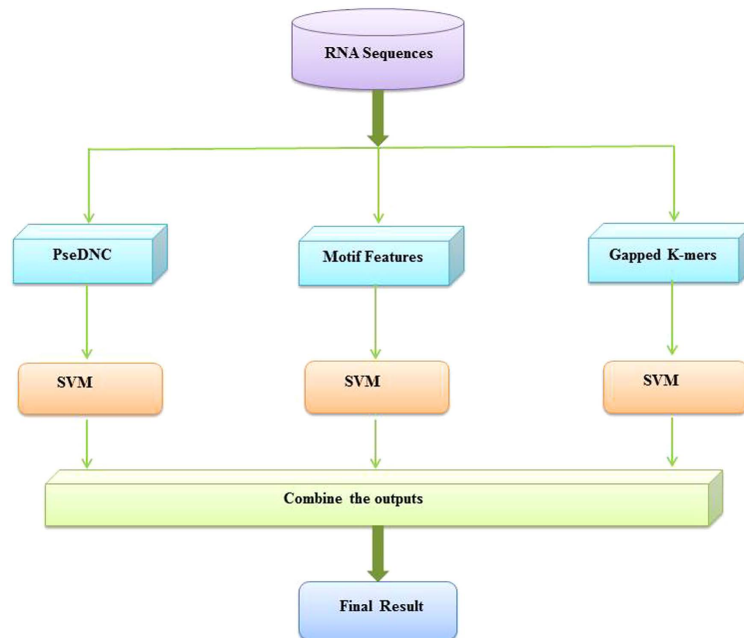 RNA Sequences
PseDNC
Motif Features
Gapped K-mers
SVM
SVM
SVM
Combine the outputs
Final Result